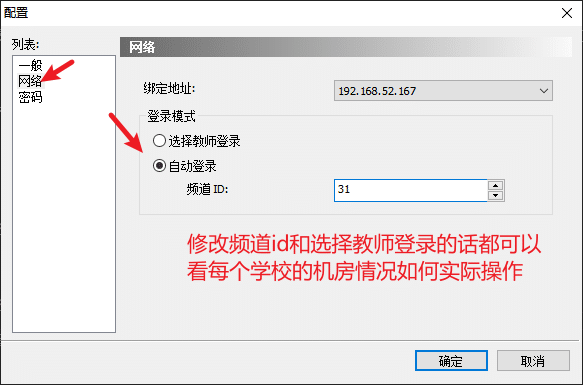 配置
列表:
一般
网络
密码
网络
绑定地址:
192.168.52.167
登录模式
选择教师登录
自动登录
频道 ID:
31
修改频道id和选择教师登录的话都可以
看每个学校的机房情况如何实际操作
确定
取消